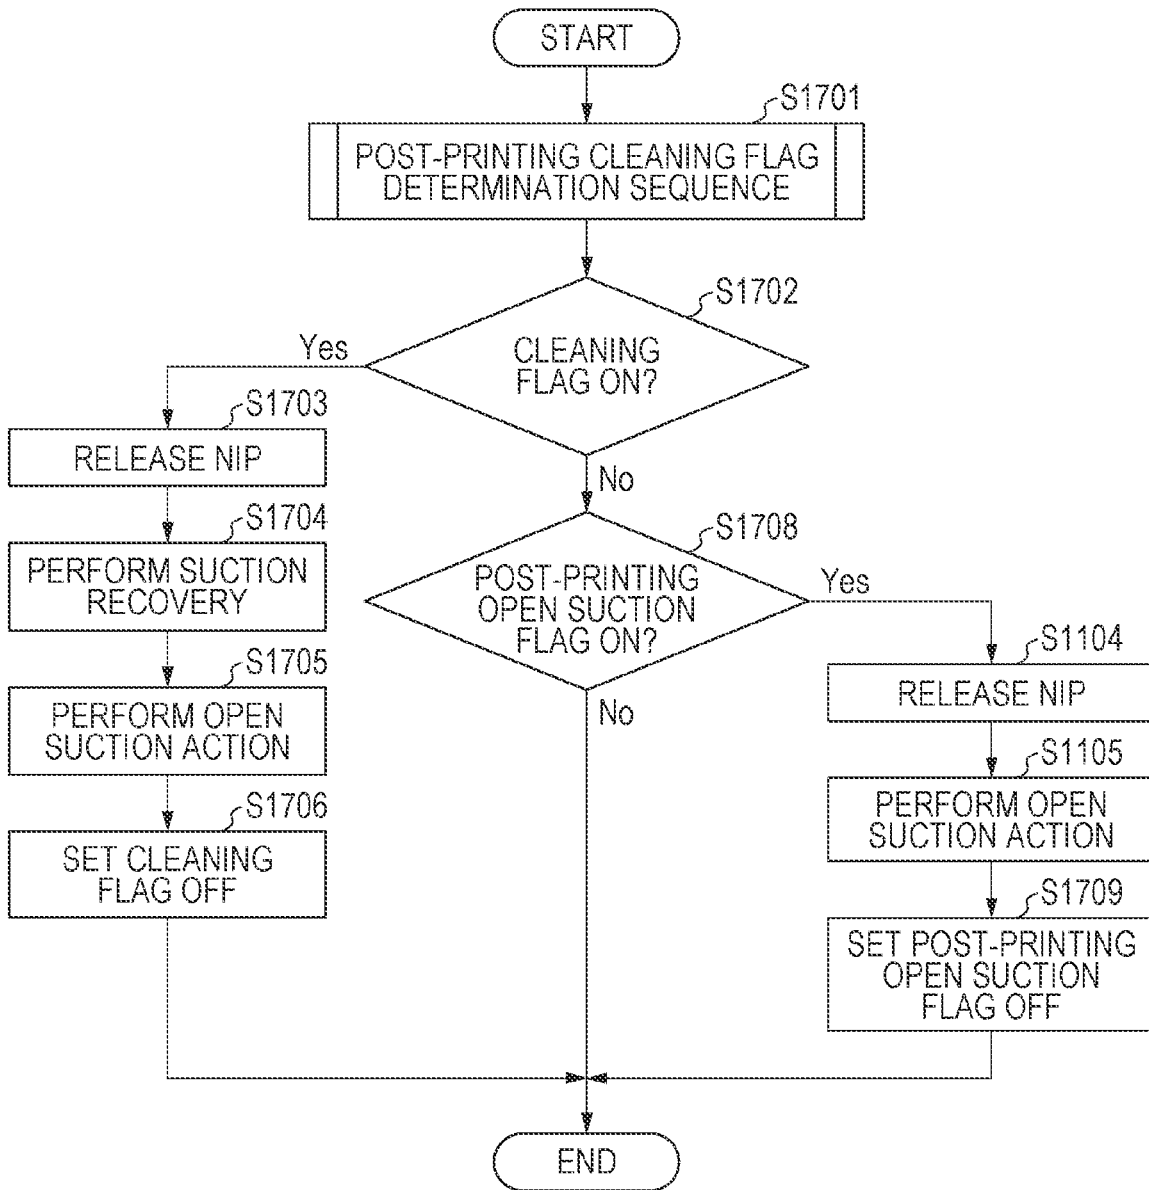 START
S1701
POST-PRINTING CLEANING FLAG
DETERMINATION SEQUENCE
S1702
CLEANING
FLAG ON?
Yes
No
S1703
RELEASE NIP
S1704
PERFORM SUCTION
RECOVERY
S1705
PERFORM OPEN
SUCTION ACTION
S1706
SET CLEANING
FLAG OFF
S1708
POST-PRINTING
OPEN SUCTION
FLAG ON?
Yes
No
S1104
RELEASE NIP
S1105
PERFORM OPEN
SUCTION ACTION
S1709
SET POST-PRINTING
OPEN SUCTION
FLAG OFF
END